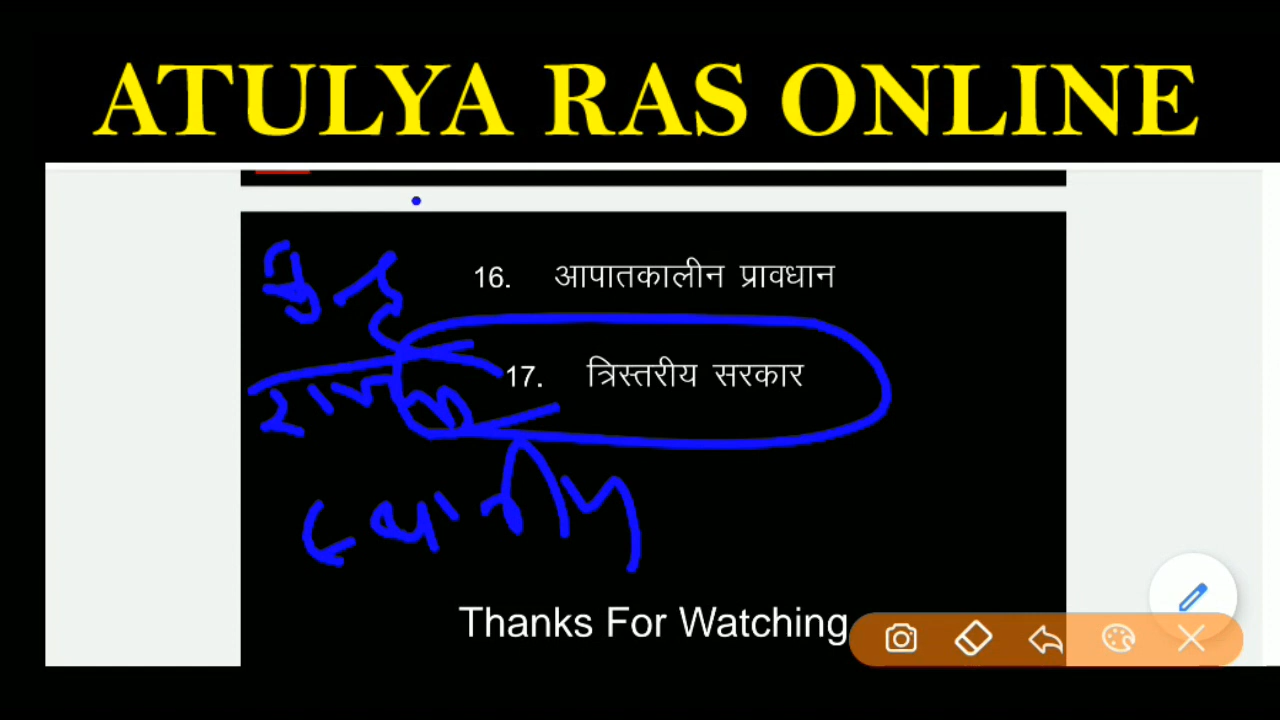 ATULYA RAS ONLINE
16. आपातकालीन प्रावधान
17. त्रिस्तरीय सरकार
Thanks For Watching